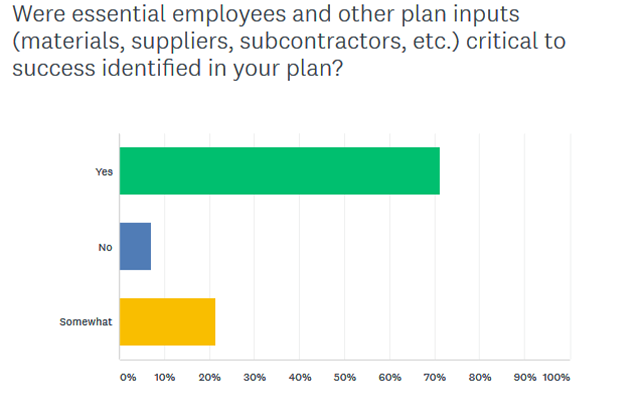 Were essential employees and other plan inputs
(materials, suppliers, subcontractors, etc.) critical to
success identified in your plan?
Yes
No
Somewhat
0% 10% 20% 30% 40% 50% 60% 70% 80% 90% 100%